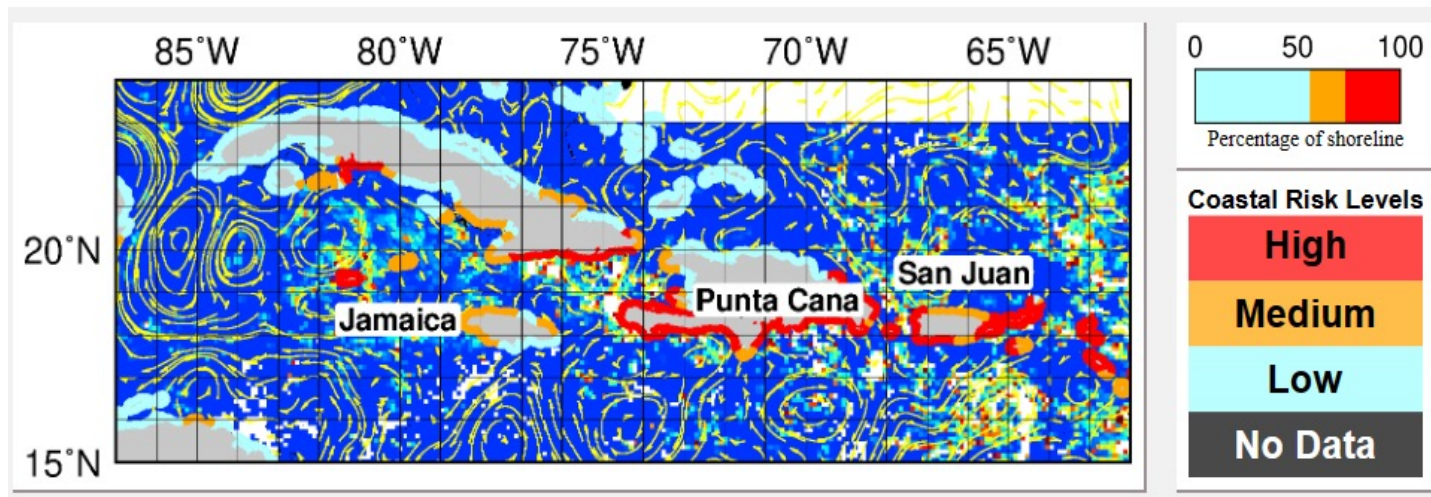 85°W 80°W 75°W 70°W 65°W
20°N
15°N
Jamaica
Punta Cana
San Juan
0 50 100
Percentage of shoreline
Coastal Risk Levels
High
Medium
Low
No Data